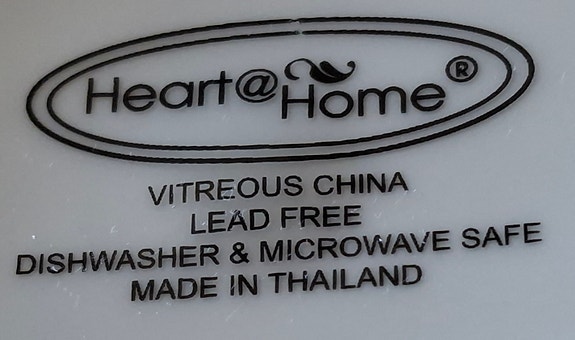 Heart@Home®
VITREOUS CHINA
LEAD FREE
DISHWASHER & MICROWAVE SAFE
MADE IN THAILAND